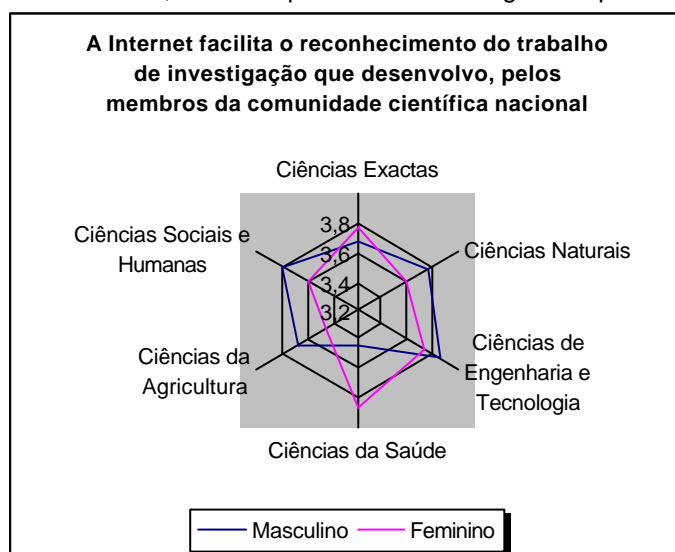 A Internet facilita o reconhecimento do trabalho
de investigação que desenvolvo, pelos
membros da comunidade científica nacional
Ciências Exactas
3,8
3,6
3,4
3,2
Ciências Naturais
Ciências de
Engenharia e
Tecnologia
Ciências da Saúde
Ciências da
Agricultura
Ciências Sociais e
Humanas
Masculino
Feminino